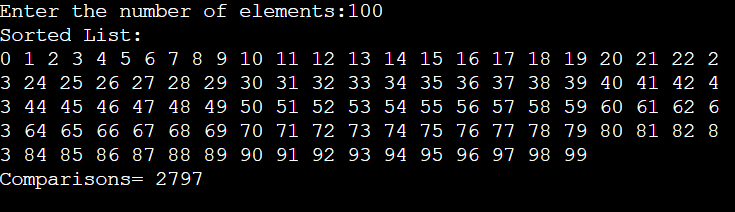 Enter the number of elements:100
Sorted List:
0 1 2 3 4 5 6 7 8 9 10 11 12 13 14 15 16 17 18 19 20 21 22 2
3 24 25 26 27 28 29 30 31 32 33 34 35 36 37 38 39 40 41 42 4
3 44 45 46 47 48 49 50 51 52 53 54 55 56 57 58 59 60 61 62 6
3 64 65 66 67 68 69 70 71 72 73 74 75 76 77 78 79 80 81 82 8
3 84 85 86 87 88 89 90 91 92 93 94 95 96 97 98 99
Comparisons= 2797